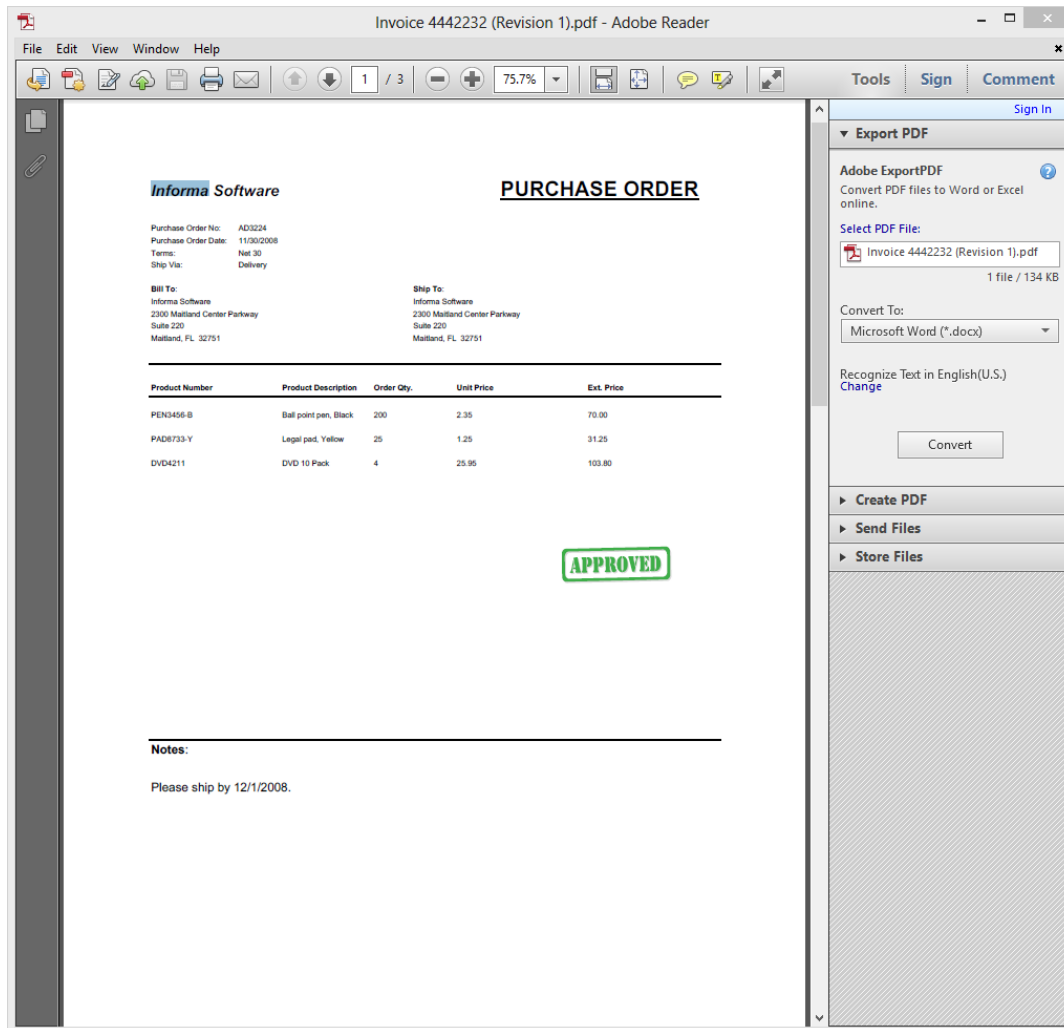 Invoice 4442232 (Revision 1).pdf - Adobe Reader
File Edit View Window Help
1 / 3 75.7% Tools Sign Comment
Sign In
Informa Software
PURCHASE ORDER
Purchase Order No: AD3224
Purchase Order Date: 11/30/2008
Terms: Net 30
Ship Via: Delivery
Bill To:
Informa Software
2300 Maitland Center Parkway
Suite 220
Maitland, FL 32751
Ship To:
Informa Software
2300 Maitland Center Parkway
Suite 220
Maitland, FL 32751
Product Number Product Description Order Qty. Unit Price Ext. Price
PEN3456-B Ball point pen, Black 200 2.35 70.00
PAD8733-Y Legal pad, Yellow 25 1.25 31.25
DVD4211 DVD 10 Pack 4 25.95 103.80
APPROVED
Notes:
Please ship by 12/1/2008.
Export PDF
Adobe ExportPDF
Convert PDF files to Word or Excel
online.
Select PDF File:
Invoice 4442232 (Revision 1).pdf
1 file / 134 KB
Convert To:
Microsoft Word (*.docx)
Recognize Text in English(U.S.)
Change
Convert
Create PDF
Send Files
Store Files